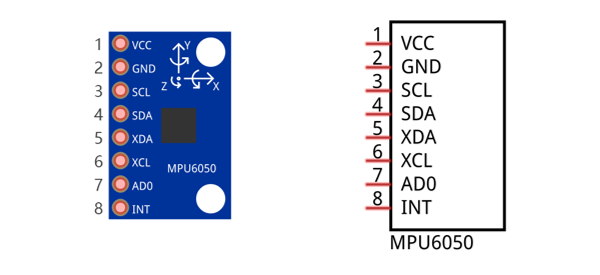 1 VCC
2 GND
3 SCL
4 SDA
5 XDA
6 XCL
7 AD0
8 INT
Y
Z X
MPU6050
1 VCC
2 GND
3 SCL
4 SDA
5 XDA
6 XCL
7 AD0
8 INT
MPU6050